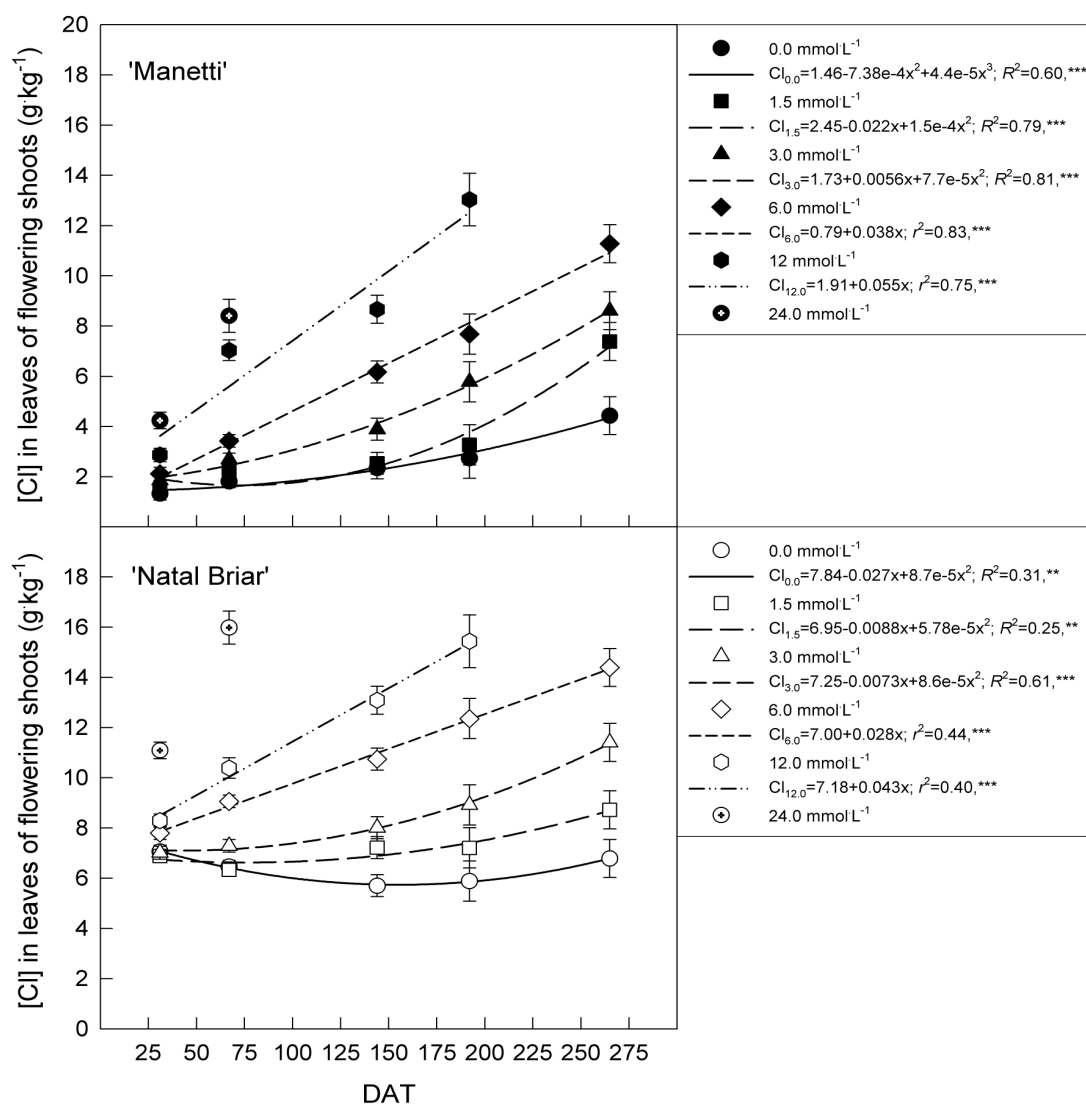 [Cl] in leaves of flowering shoots (g·kg⁻¹)
20
18
16
14
12
10
8
6
4
2
'Manetti'
0.0 mmol·L⁻¹
Cl₀.₀=1.46-7.38e-4x²+4.4e-5x³; R²=0.60,***
1.5 mmol·L⁻¹
Cl₁.₅=2.45-0.022x+1.5e-4x²; R²=0.79,***
3.0 mmol·L⁻¹
Cl₃.₀=1.73+0.0056x+7.7e-5x²; R²=0.81,***
6.0 mmol·L⁻¹
Cl₆.₀=0.79+0.038x; r²=0.83,***
12 mmol·L⁻¹
Cl₁₂.₀=1.91+0.055x; r²=0.75,***
24.0 mmol·L⁻¹
[Cl] in leaves of flowering shoots (g·kg⁻¹)
18
16
14
12
10
8
6
4
2
0
'Natal Briar'
0.0 mmol·L⁻¹
Cl₀.₀=7.84-0.027x+8.7e-5x²; R²=0.31,**
1.5 mmol·L⁻¹
Cl₁.₅=6.95-0.0088x+5.78e-5x²; R²=0.25,**
3.0 mmol·L⁻¹
Cl₃.₀=7.25-0.0073x+8.6e-5x²; R²=0.61,***
6.0 mmol·L⁻¹
Cl₆.₀=7.00+0.028x; r²=0.44,***
12.0 mmol·L⁻¹
Cl₁₂.₀=7.18+0.043x; r²=0.40,***
24.0 mmol·L⁻¹
25 50 75 100 125 150 175 200 225 250 275
DAT